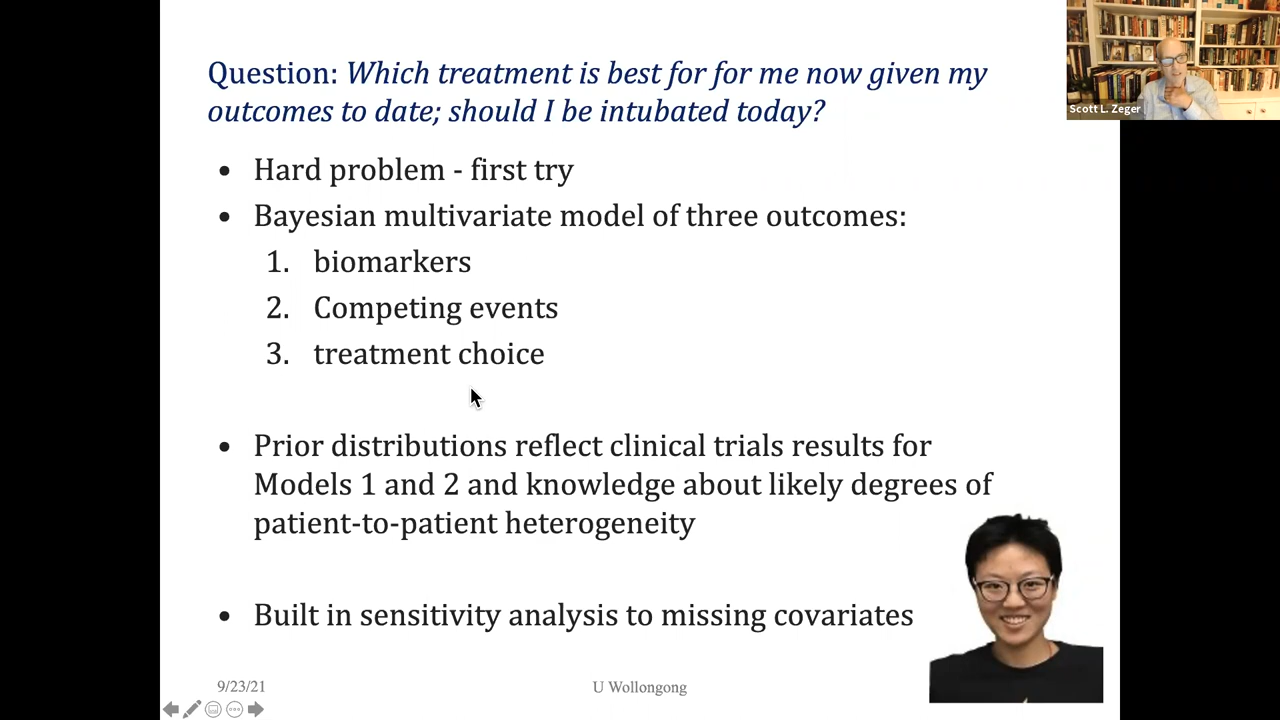 Question: Which treatment is best for for me now given my
outcomes to date; should I be intubated today?
• Hard problem - first try
• Bayesian multivariate model of three outcomes:
1. biomarkers
2. Competing events
3. treatment choice
• Prior distributions reflect clinical trials results for
Models 1 and 2 and knowledge about likely degrees of
patient-to-patient heterogeneity
• Built in sensitivity analysis to missing covariates
9/23/21
U Wollongong
Scott L. Zeger